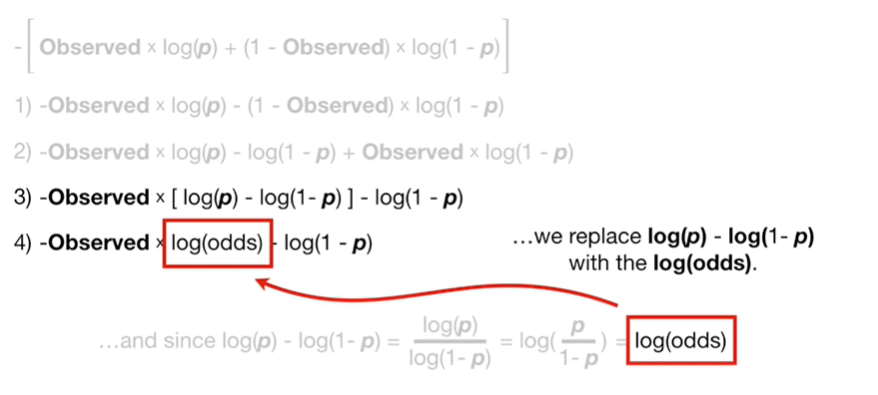 -[ Observed × log(p) + (1 - Observed) × log(1 - p)]
1) -Observed × log(p) - (1 - Observed) × log(1 - p)
2) -Observed × log(p) - log(1 - p) + Observed × log(1 - p)
3) -Observed × [ log(p) - log(1- p) ] - log(1 - p)
4) -Observed × log(odds) - log(1 - p)
...we replace log(p) - log(1- p)
with the log(odds).
...and since log(p) - log(1- p) = log(p) / log(1- p) = log( p / 1- p ) = log(odds)